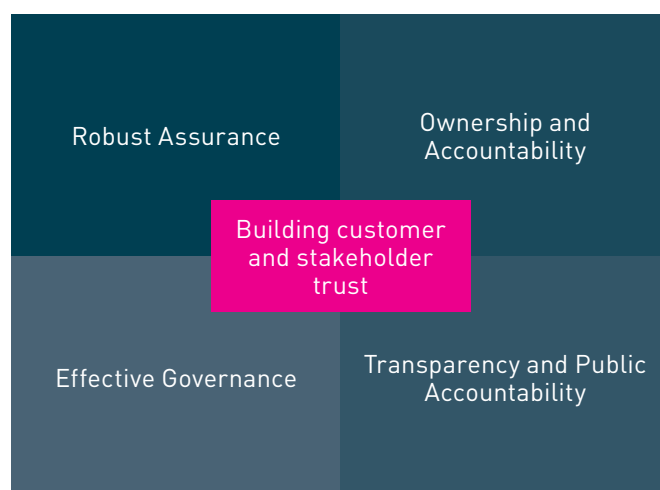 Robust Assurance
Ownership and
Accountability
Building customer
and stakeholder
trust
Effective Governance
Transparency and Public
Accountability